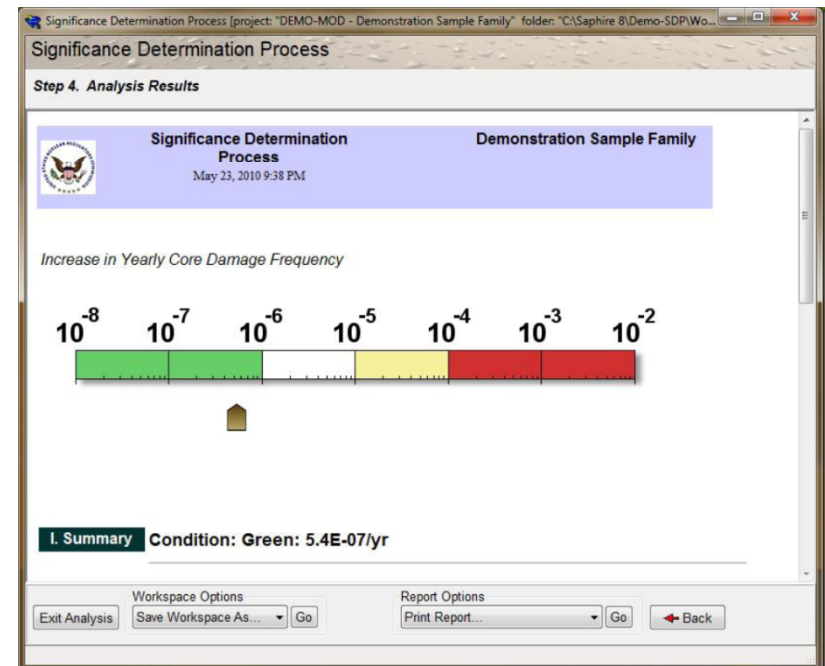 Significance Determination Process [project: "DEMO-MOD - Demonstration Sample Family" folder: "C:\Saphire 8\Demo-SDP\Wo...
Significance Determination Process
Step 4. Analysis Results
Significance Determination Process
May 23, 2010 9:38 PM
Demonstration Sample Family
Increase in Yearly Core Damage Frequency
10-8 10-7 10-6 10-5 10-4 10-3 10-2
I. Summary Condition: Green: 5.4E-07/yr
Workspace Options Report Options
Exit Analysis Save Workspace As... Go Print Report... Go Back